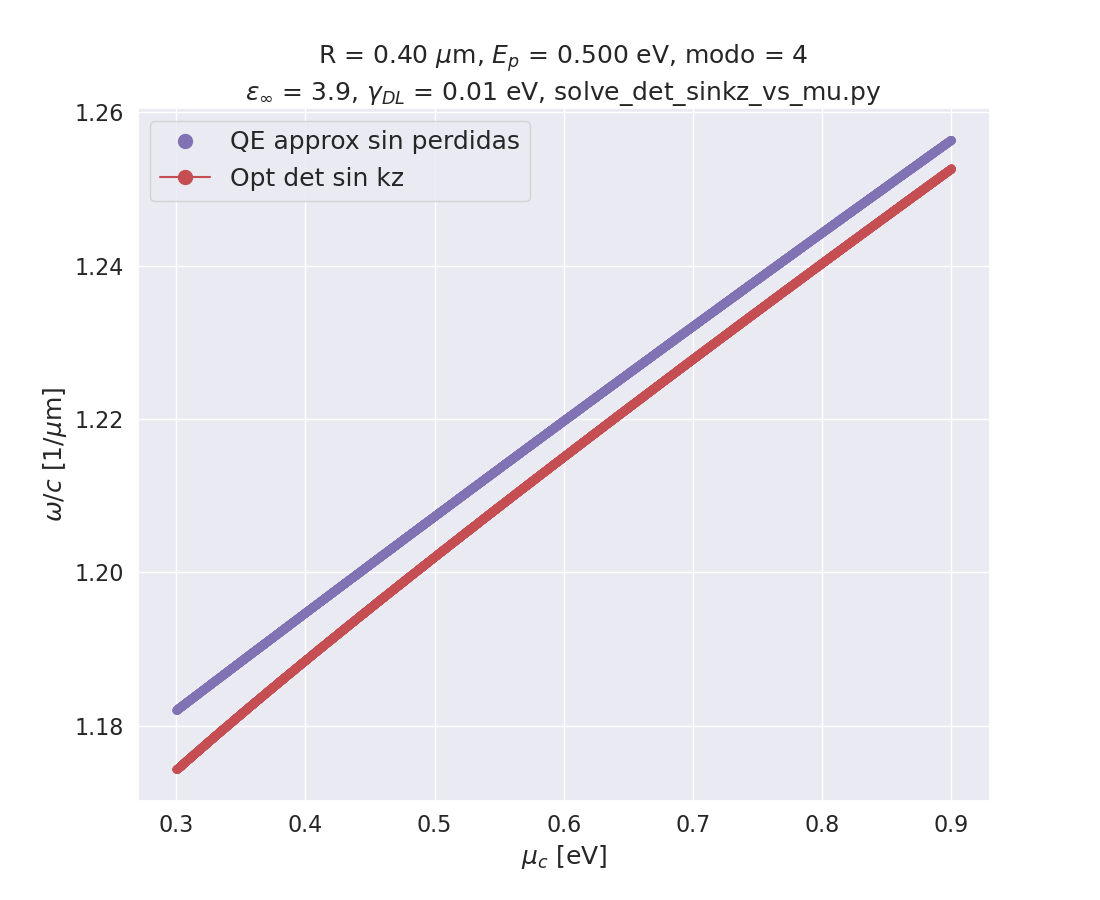 R = 0.40 μm, E_p = 0.500 eV, modo = 4
ε_∞ = 3.9, γ_DL = 0.01 eV, solve_det_sinkz_vs_mu.py
QE approx sin perdidas
Opt det sin kz
1.26
1.24
1.22
1.20
1.18
ω/c [1/μm]
0.3 0.4 0.5 0.6 0.7 0.8 0.9
μ_c [eV]